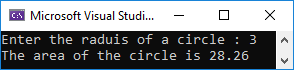 Microsoft Visual Studi...
Enter the raduis of a circle : 3
The area of the circle is 28.26